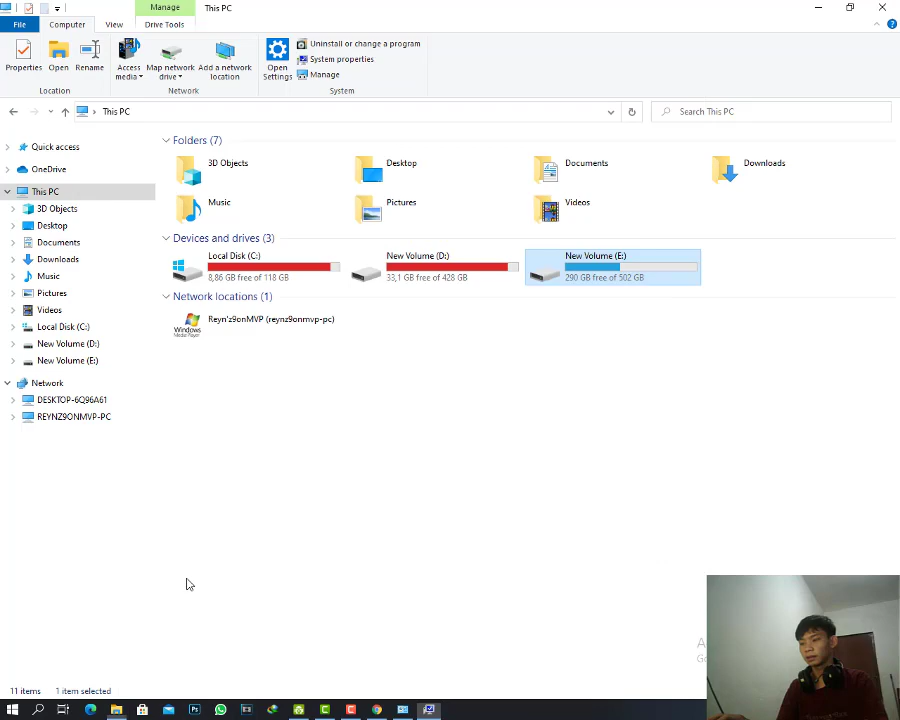 Manage
This PC
File
Computer
View
Drive Tools
Properties
Open
Rename
Access media
Map network drive
Add a network location
Open Settings
Uninstall or change a program
System properties
Manage
Location
Network
System
This PC
Search This PC
Quick access
OneDrive
This PC
3D Objects
Desktop
Documents
Downloads
Music
Pictures
Videos
Local Disk (C:)
New Volume (D:)
New Volume (E:)
Network
DESKTOP-6Q96A61
REYNZ9ONMVP-PC
Folders (7)
3D Objects
Desktop
Documents
Downloads
Music
Pictures
Videos
Devices and drives (3)
Local Disk (C:)
8,86 GB free of 118 GB
New Volume (D:)
33,1 GB free of 428 GB
New Volume (E:)
290 GB free of 502 GB
Network locations (1)
Reyn'z9onMVP (reynz9onmvp-pc)
Windows
Media Player
11 items
1 item selected
Ps